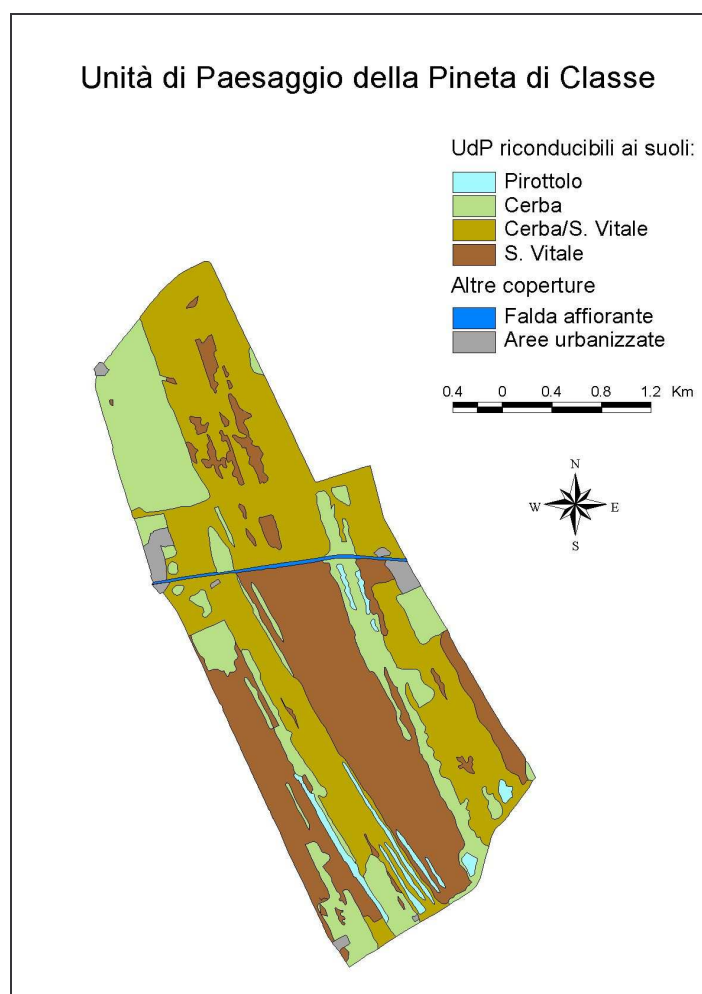 Unità di Paesaggio della Pineta di Classe
UdP riconducibili ai suoli:
Pirottolo
Cerba
Cerba/S. Vitale
S. Vitale
Altre coperture
Falda affiorante
Aree urbanizzate
0.4 0 0.4 0.8 1.2 Km
N
W E
S